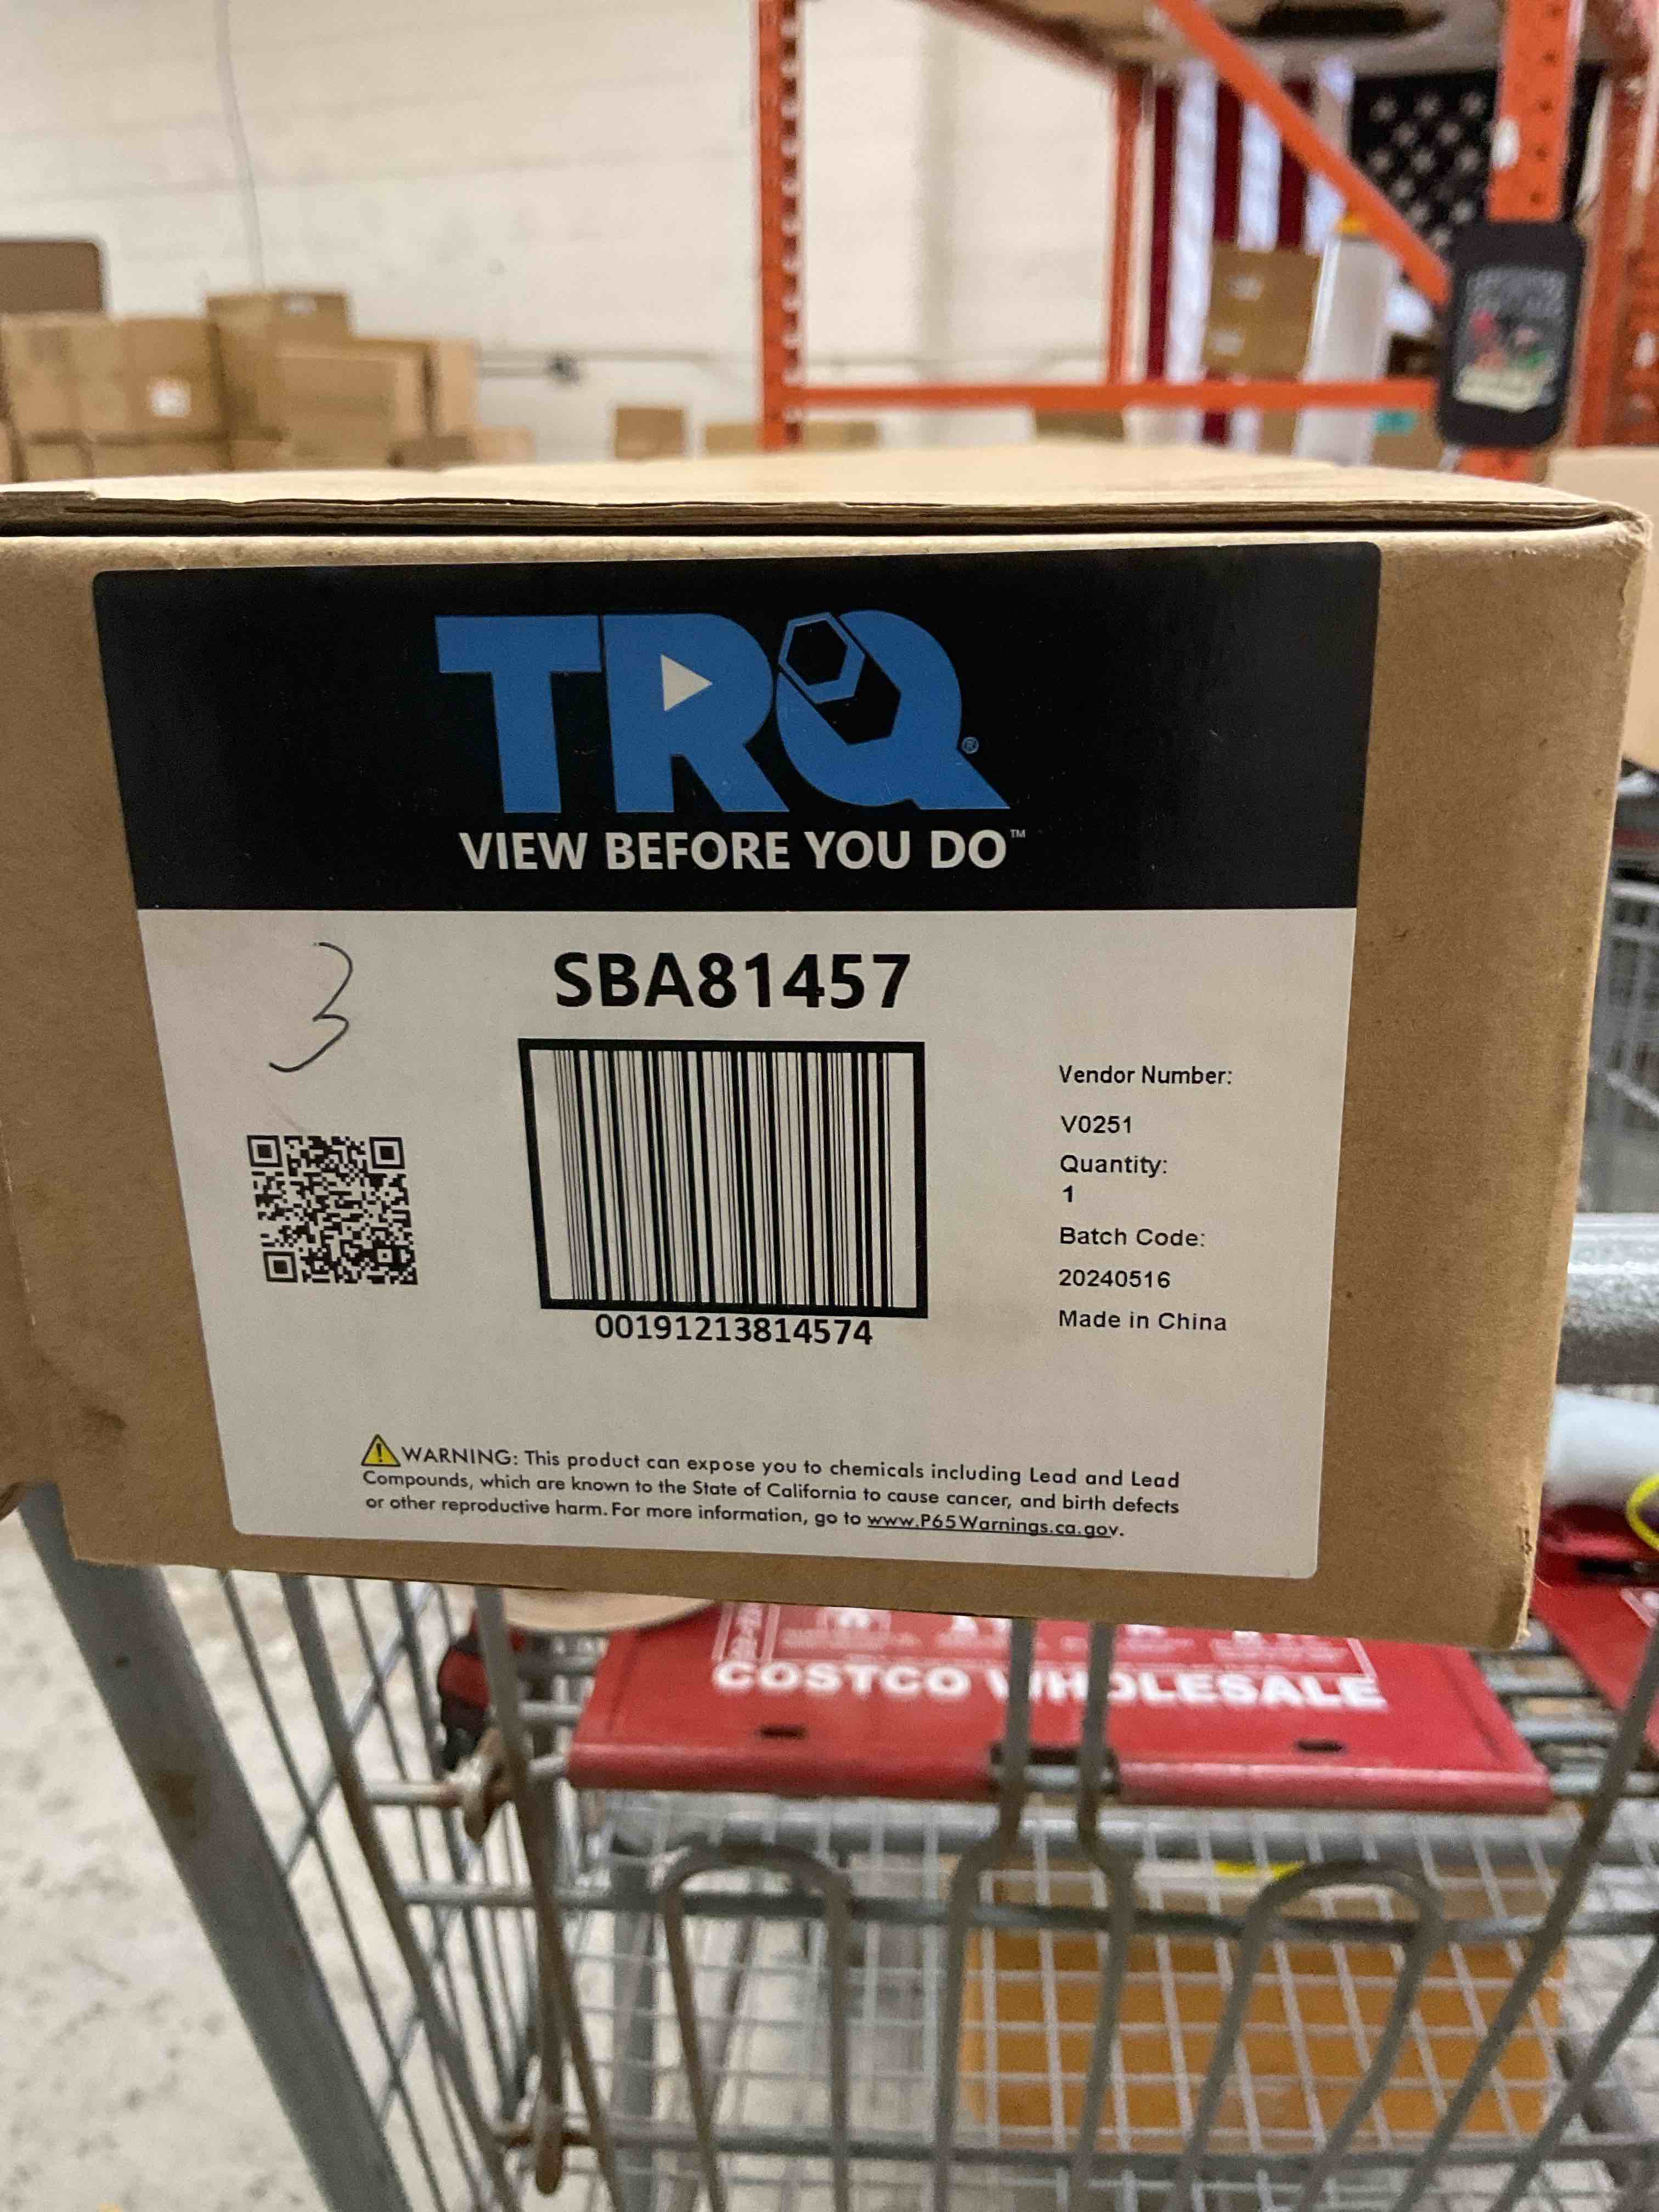 TRQ®
VIEW BEFORE YOU DO™
3
SBA81457
00191213814574
Vendor Number:
V0251
Quantity:
1
Batch Code:
20240516
Made in China
WARNING: This product can expose you to chemicals including Lead and Lead
Compounds, which are known to the State of California to cause cancer, and birth defects
or other reproductive harm. For more information, go to www.P65Warnings.ca.gov.
COSTCO WHOLESALE